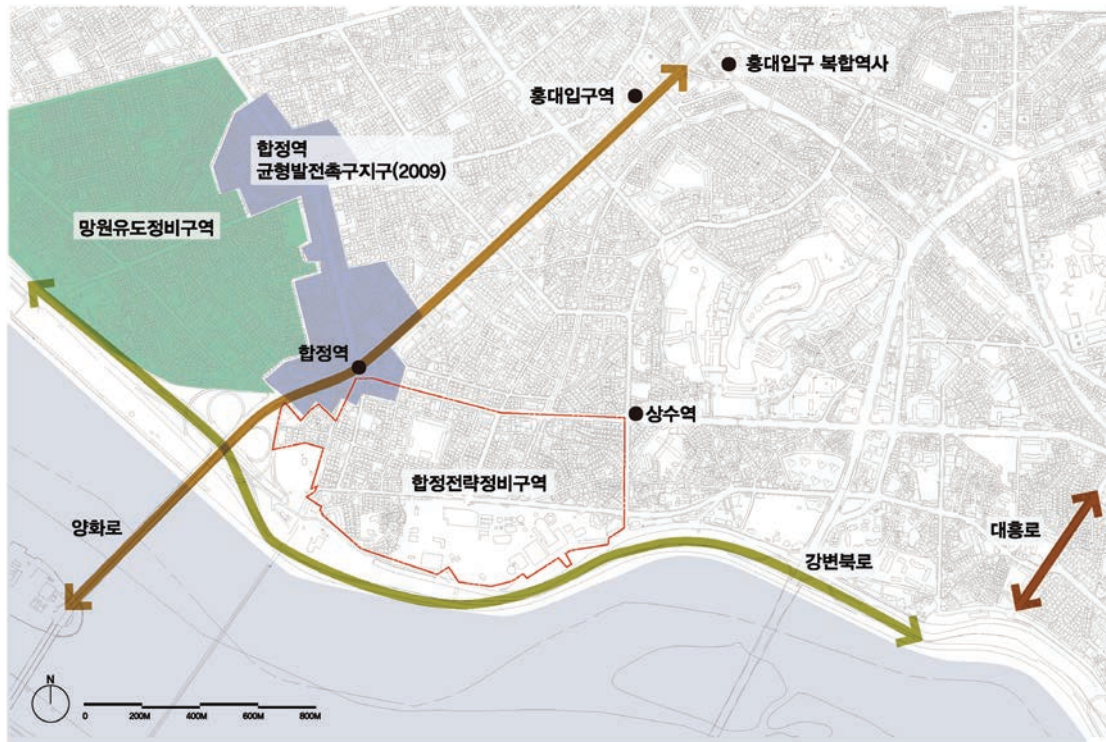 홍대입구 복합역사
홍대입구역
합정역
균형발전촉구지구(2009)
망원유도정비구역
합정역
상수역
합정전략정비구역
양화로
대흥로
강변북로
N
0 200M 400M 600M 800M